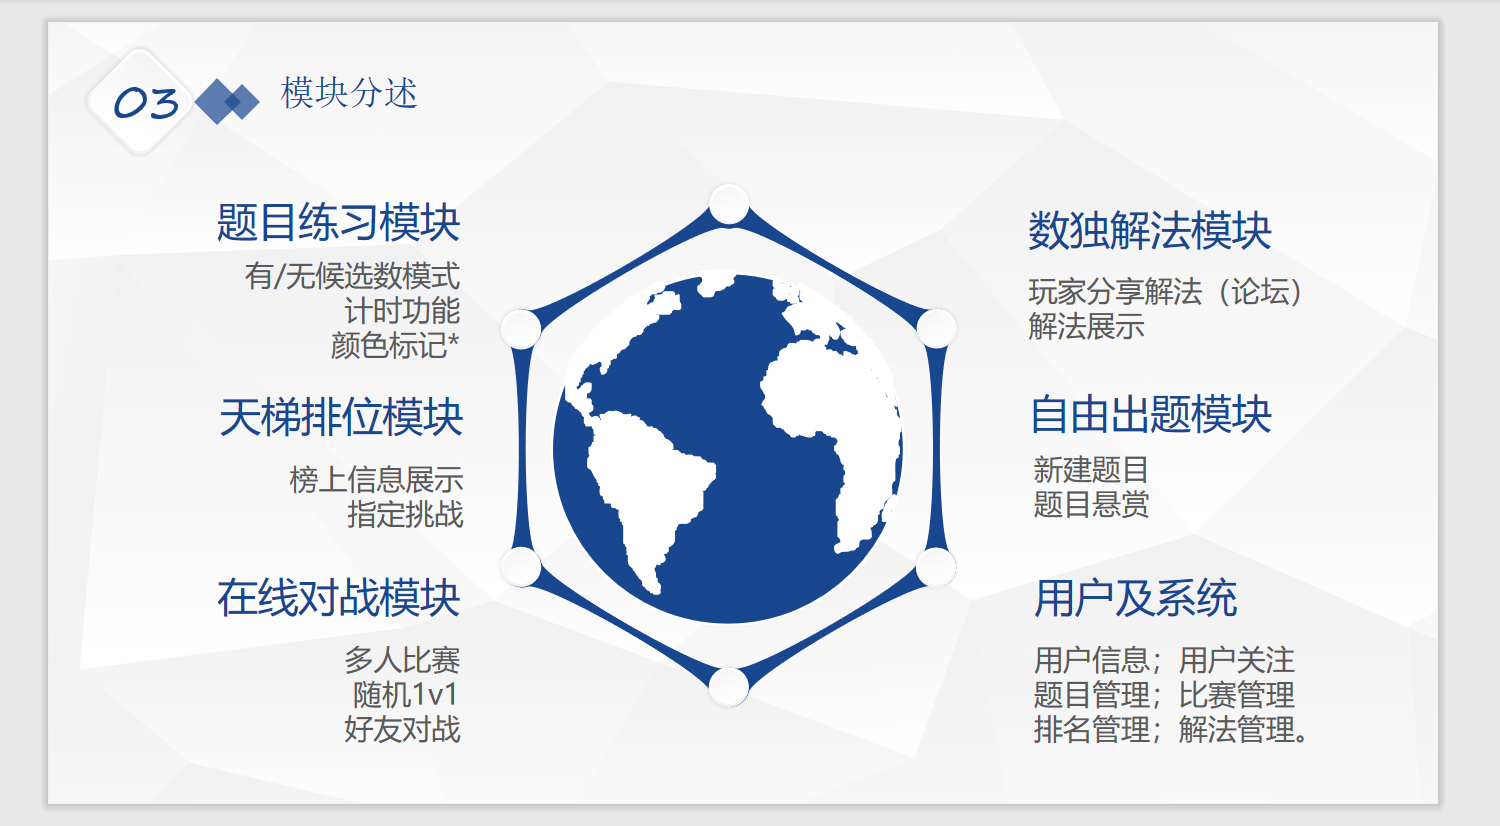 03
模块分述
题目练习模块
有/无候选数模式
计时功能
颜色标记*
天梯排位模块
榜上信息展示
指定挑战
在线对战模块
多人比赛
随机1v1
好友对战
数独解法模块
玩家分享解法（论坛）
解法展示
自由出题模块
新建题目
题目悬赏
用户及系统
用户信息；用户关注
题目管理；比赛管理
排名管理；解法管理。